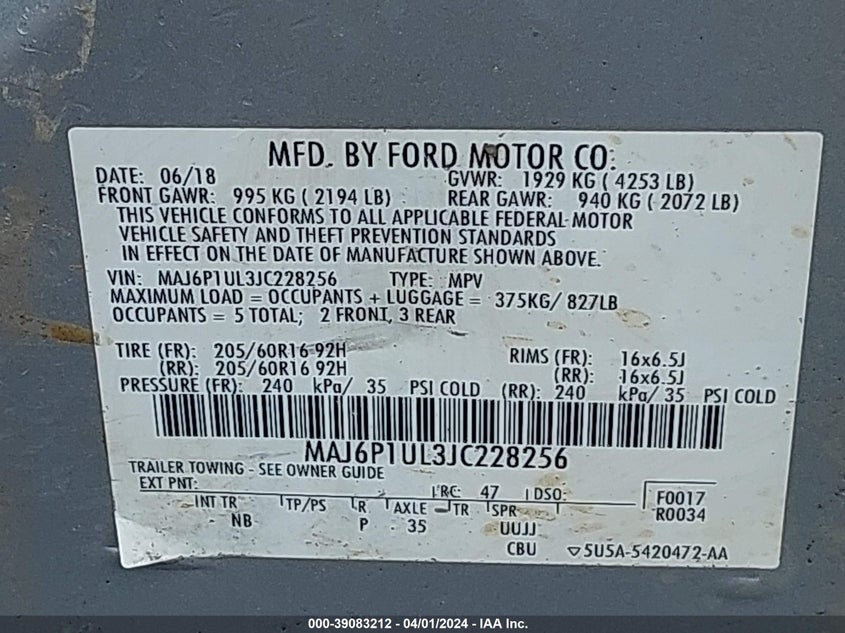 MFD. BY FORD MOTOR CO.
DATE: 06/18 GVWR: 1929 KG ( 4253 LB)
FRONT GAWR: 995 KG ( 2194 LB) REAR GAWR: 940 KG ( 2072 LB)
THIS VEHICLE CONFORMS TO ALL APPLICABLE FEDERAL MOTOR
VEHICLE SAFETY AND THEFT PREVENTION STANDARDS
IN EFFECT ON THE DATE OF MANUFACTURE SHOWN ABOVE.
VIN: MAJ6P1UL3JC228256 TYPE: MPV
MAXIMUM LOAD = OCCUPANTS + LUGGAGE = 375KG/ 827LB
OCCUPANTS = 5 TOTAL; 2 FRONT, 3 REAR
TIRE (FR): 205/60R16 92H RIMS (FR): 16x6.5J
(RR): 205/60R16 92H (RR): 16x6.5J
PRESSURE (FR): 240 kPa/ 35 PSI COLD (RR): 240 kPa/ 35 PSI COLD
MAJ6P1UL3JC228256
TRAILER TOWING - SEE OWNER GUIDE
EXT PNT: RC: 47 DSO: F0017
INT TR TP/PS R AXLE TR SPR R0034
NB P 35 UUJJ
CBU ▽5U5A-5420472-AA
000-39083212 - 04/01/2024 - IAA Inc.